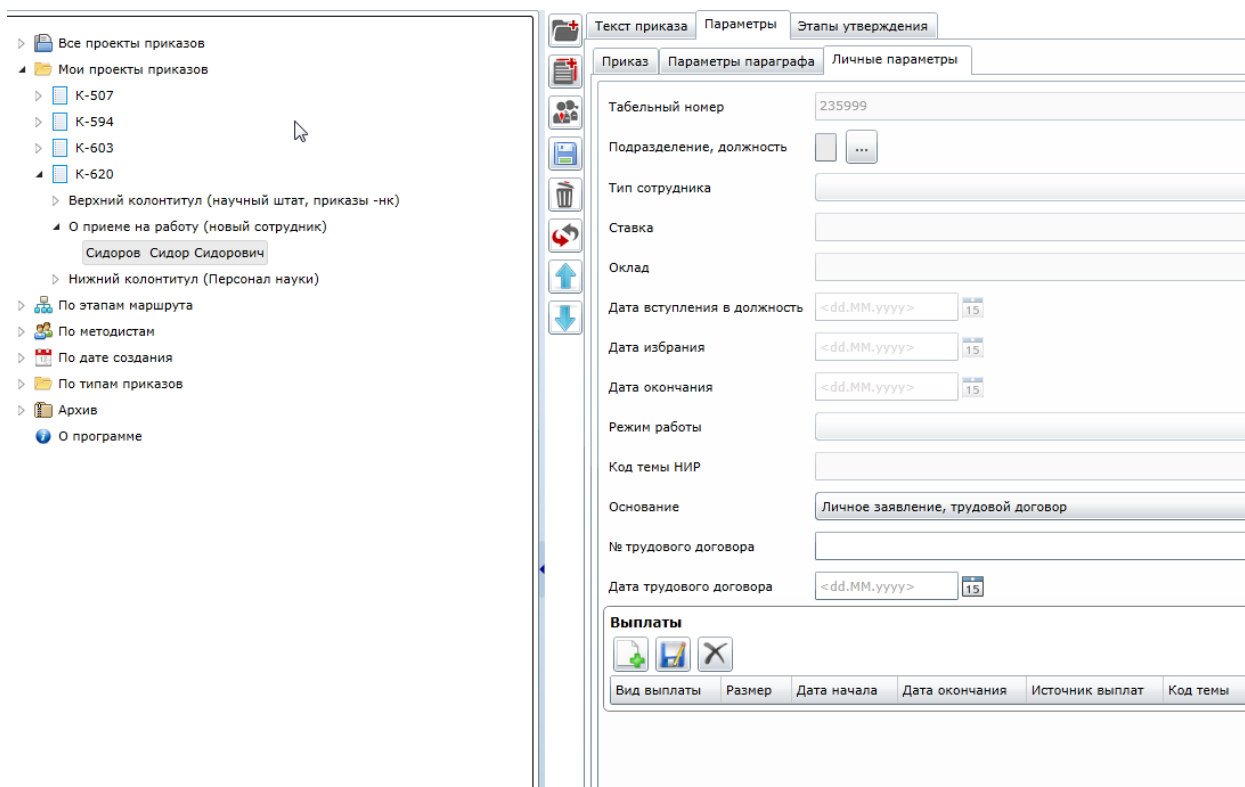 Все проекты приказов
Мои проекты приказов
К-507
К-594
К-603
К-620
Верхний колонтитул (научный штат, приказы -нк)
О приеме на работу (новый сотрудник)
Сидоров  Сидор Сидорович
Нижний колонтитул (Персонал науки)
По этапам маршрута
По методистам
По дате создания
По типам приказов
Архив
О программе
Текст приказа Параметры Этапы утверждения
Приказ Параметры параграфа Личные параметры
Табельный номер 235999
Подразделение, должность ...
Тип сотрудника
Ставка
Оклад
Дата вступления в должность <dd.MM.yyyy> 15
Дата избрания <dd.MM.yyyy> 15
Дата окончания <dd.MM.yyyy> 15
Режим работы
Код темы НИР
Основание Личное заявление, трудовой договор
№ трудового договора
Дата трудового договора <dd.MM.yyyy> 15
Выплаты
Вид выплаты Размер Дата начала Дата окончания Источник выплат Код темы